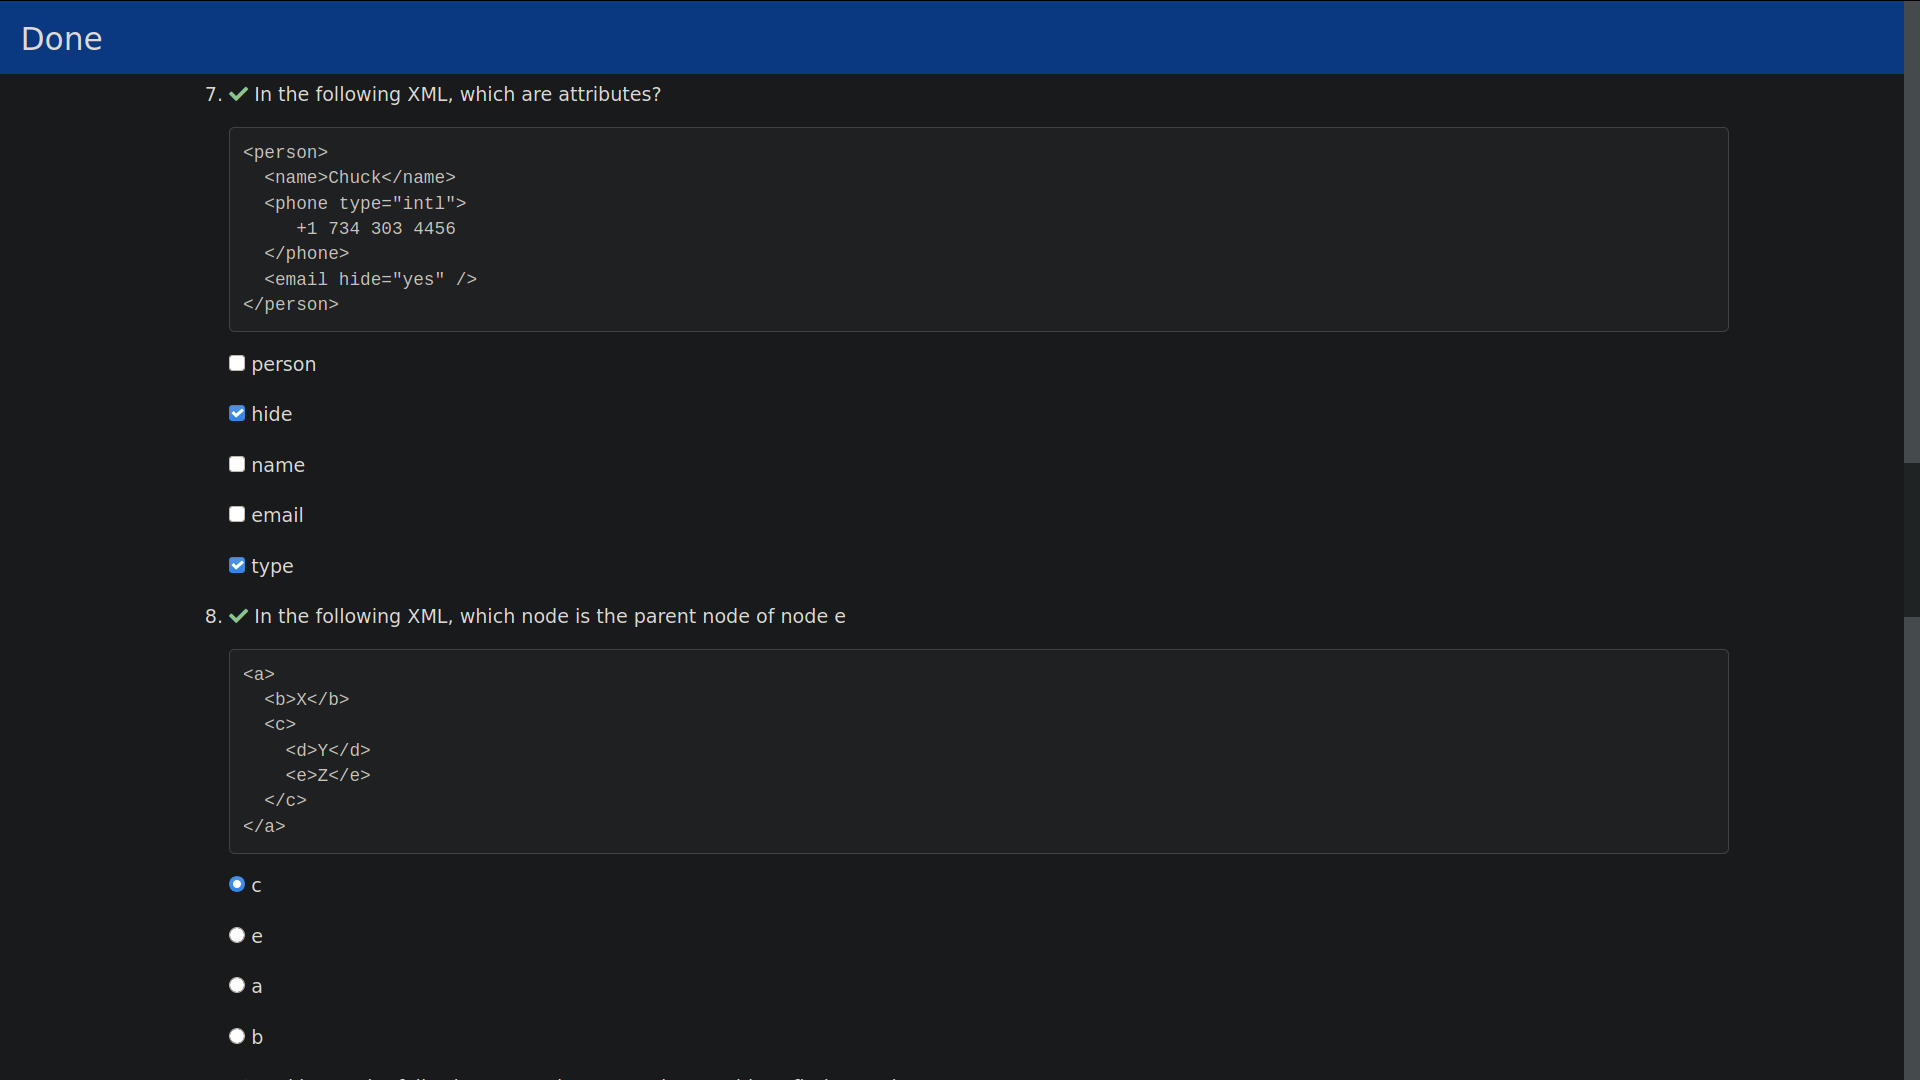 Done
7. In the following XML, which are attributes?
<person>
  <name>Chuck</name>
  <phone type="intl">
     +1 734 303 4456
  </phone>
  <email hide="yes" />
</person>
person
hide
name
email
type
8. In the following XML, which node is the parent node of node e
<a>
  <b>X</b>
  <c>
    <d>Y</d>
    <e>Z</e>
  </c>
</a>
c
e
a
b